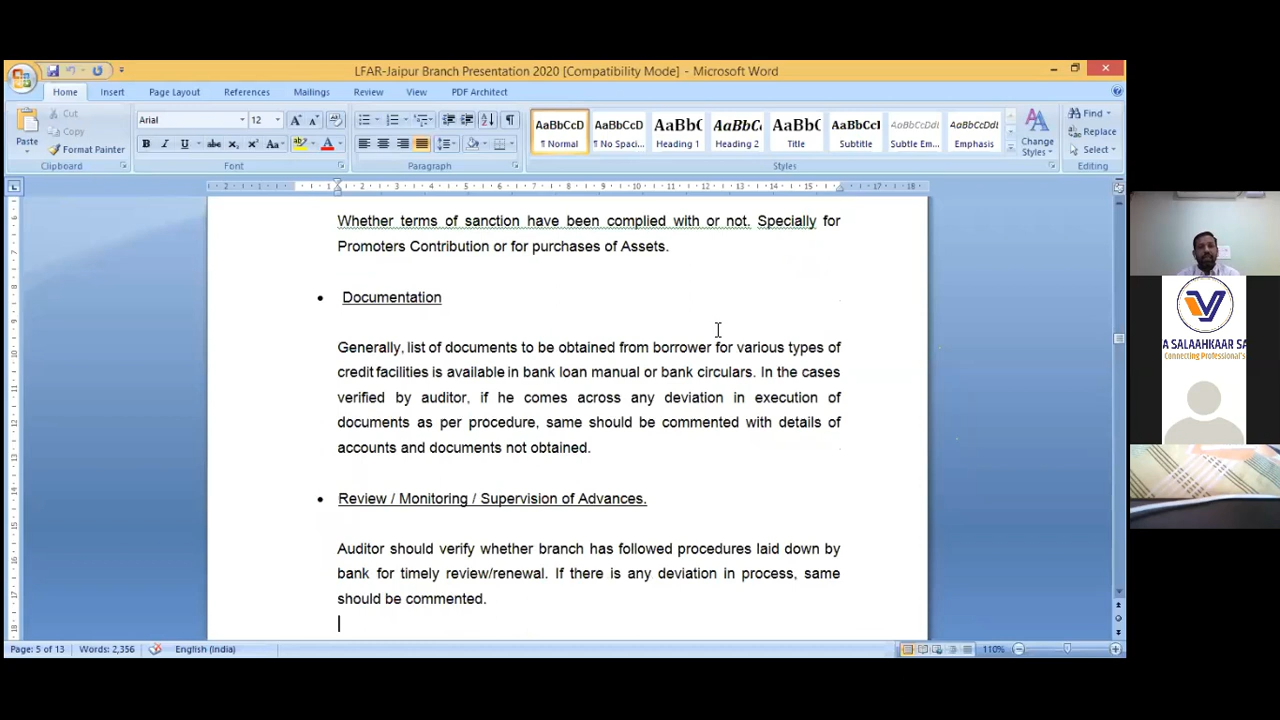 LFAR-Jaipur Branch Presentation 2020 [Compatibility Mode] - Microsoft Word
Home Insert Page Layout References Mailings Review View PDF Architect
Paste
Cut
Copy
Format Painter
Clipboard
Arial 12
Font
Paragraph
AaBbCcD AaBbCcD AaBbC AaBbC AaBbC AaBbCcI AaBbCcDdl AaBbCcDdl
¶ Normal ¶ No Spaci... Heading 1 Heading 2 Title Subtitle Subtle Em... Emphasis
Change
Styles
Styles
Find
Replace
Select
Editing
Whether terms of sanction have been complied with or not. Specially for
Promoters Contribution or for purchases of Assets.
• Documentation
Generally, list of documents to be obtained from borrower for various types of
credit facilities is available in bank loan manual or bank circulars. In the cases
verified by auditor, if he comes across any deviation in execution of
documents as per procedure, same should be commented with details of
accounts and documents not obtained.
• Review / Monitoring / Supervision of Advances.
Auditor should verify whether branch has followed procedures laid down by
bank for timely review/renewal. If there is any deviation in process, same
should be commented.
Page: 5 of 13 Words: 2,356 English (India) 110%
A SALAAHKAAR SA
Connecting Professional's